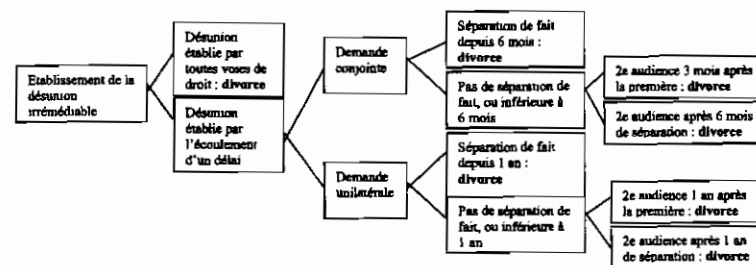 Etablissement de la
désunion
irrémédiable
Désunion
établie par
toutes voies de
droit : divorce
Désunion
établie par
l'écoulement
d'un délai
Demande
conjointe
Demande
unilatérale
Séparation de fait
depuis 6 mois :
divorce
Pas de séparation de
fait, ou inférieure à
6 mois
Séparation de fait
depuis 1 an :
divorce
Pas de séparation de
fait, ou inférieure à
1 an
2e audience 3 mois après
la première : divorce
2e audience après 6 mois
de séparation : divorce
2e audience 1 an après
la première : divorce
2e audience après 1 an
de séparation : divorce